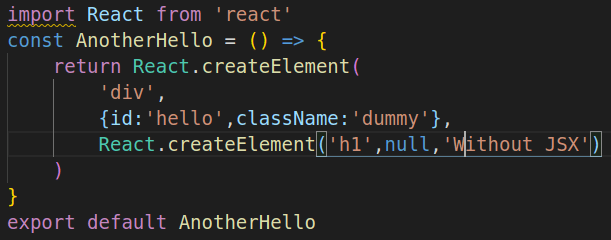 import React from 'react'
const AnotherHello = () => {
    return React.createElement(
        'div',
        {id:'hello',className:'dummy'},
        React.createElement('h1',null,'Without JSX')
    )
}
export default AnotherHello